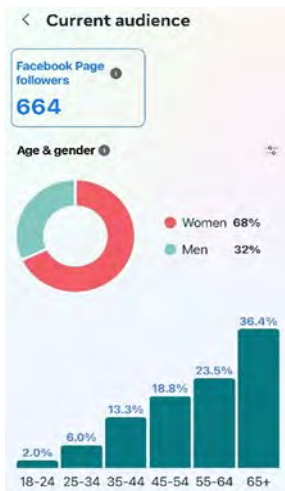 Current audience
Facebook Page
followers
664
Age & gender
Women 68%
Men 32%
36.4%
23.5%
18.8%
13.3%
6.0%
2.0%
18-24 25-34 35-44 45-54 55-64 65+